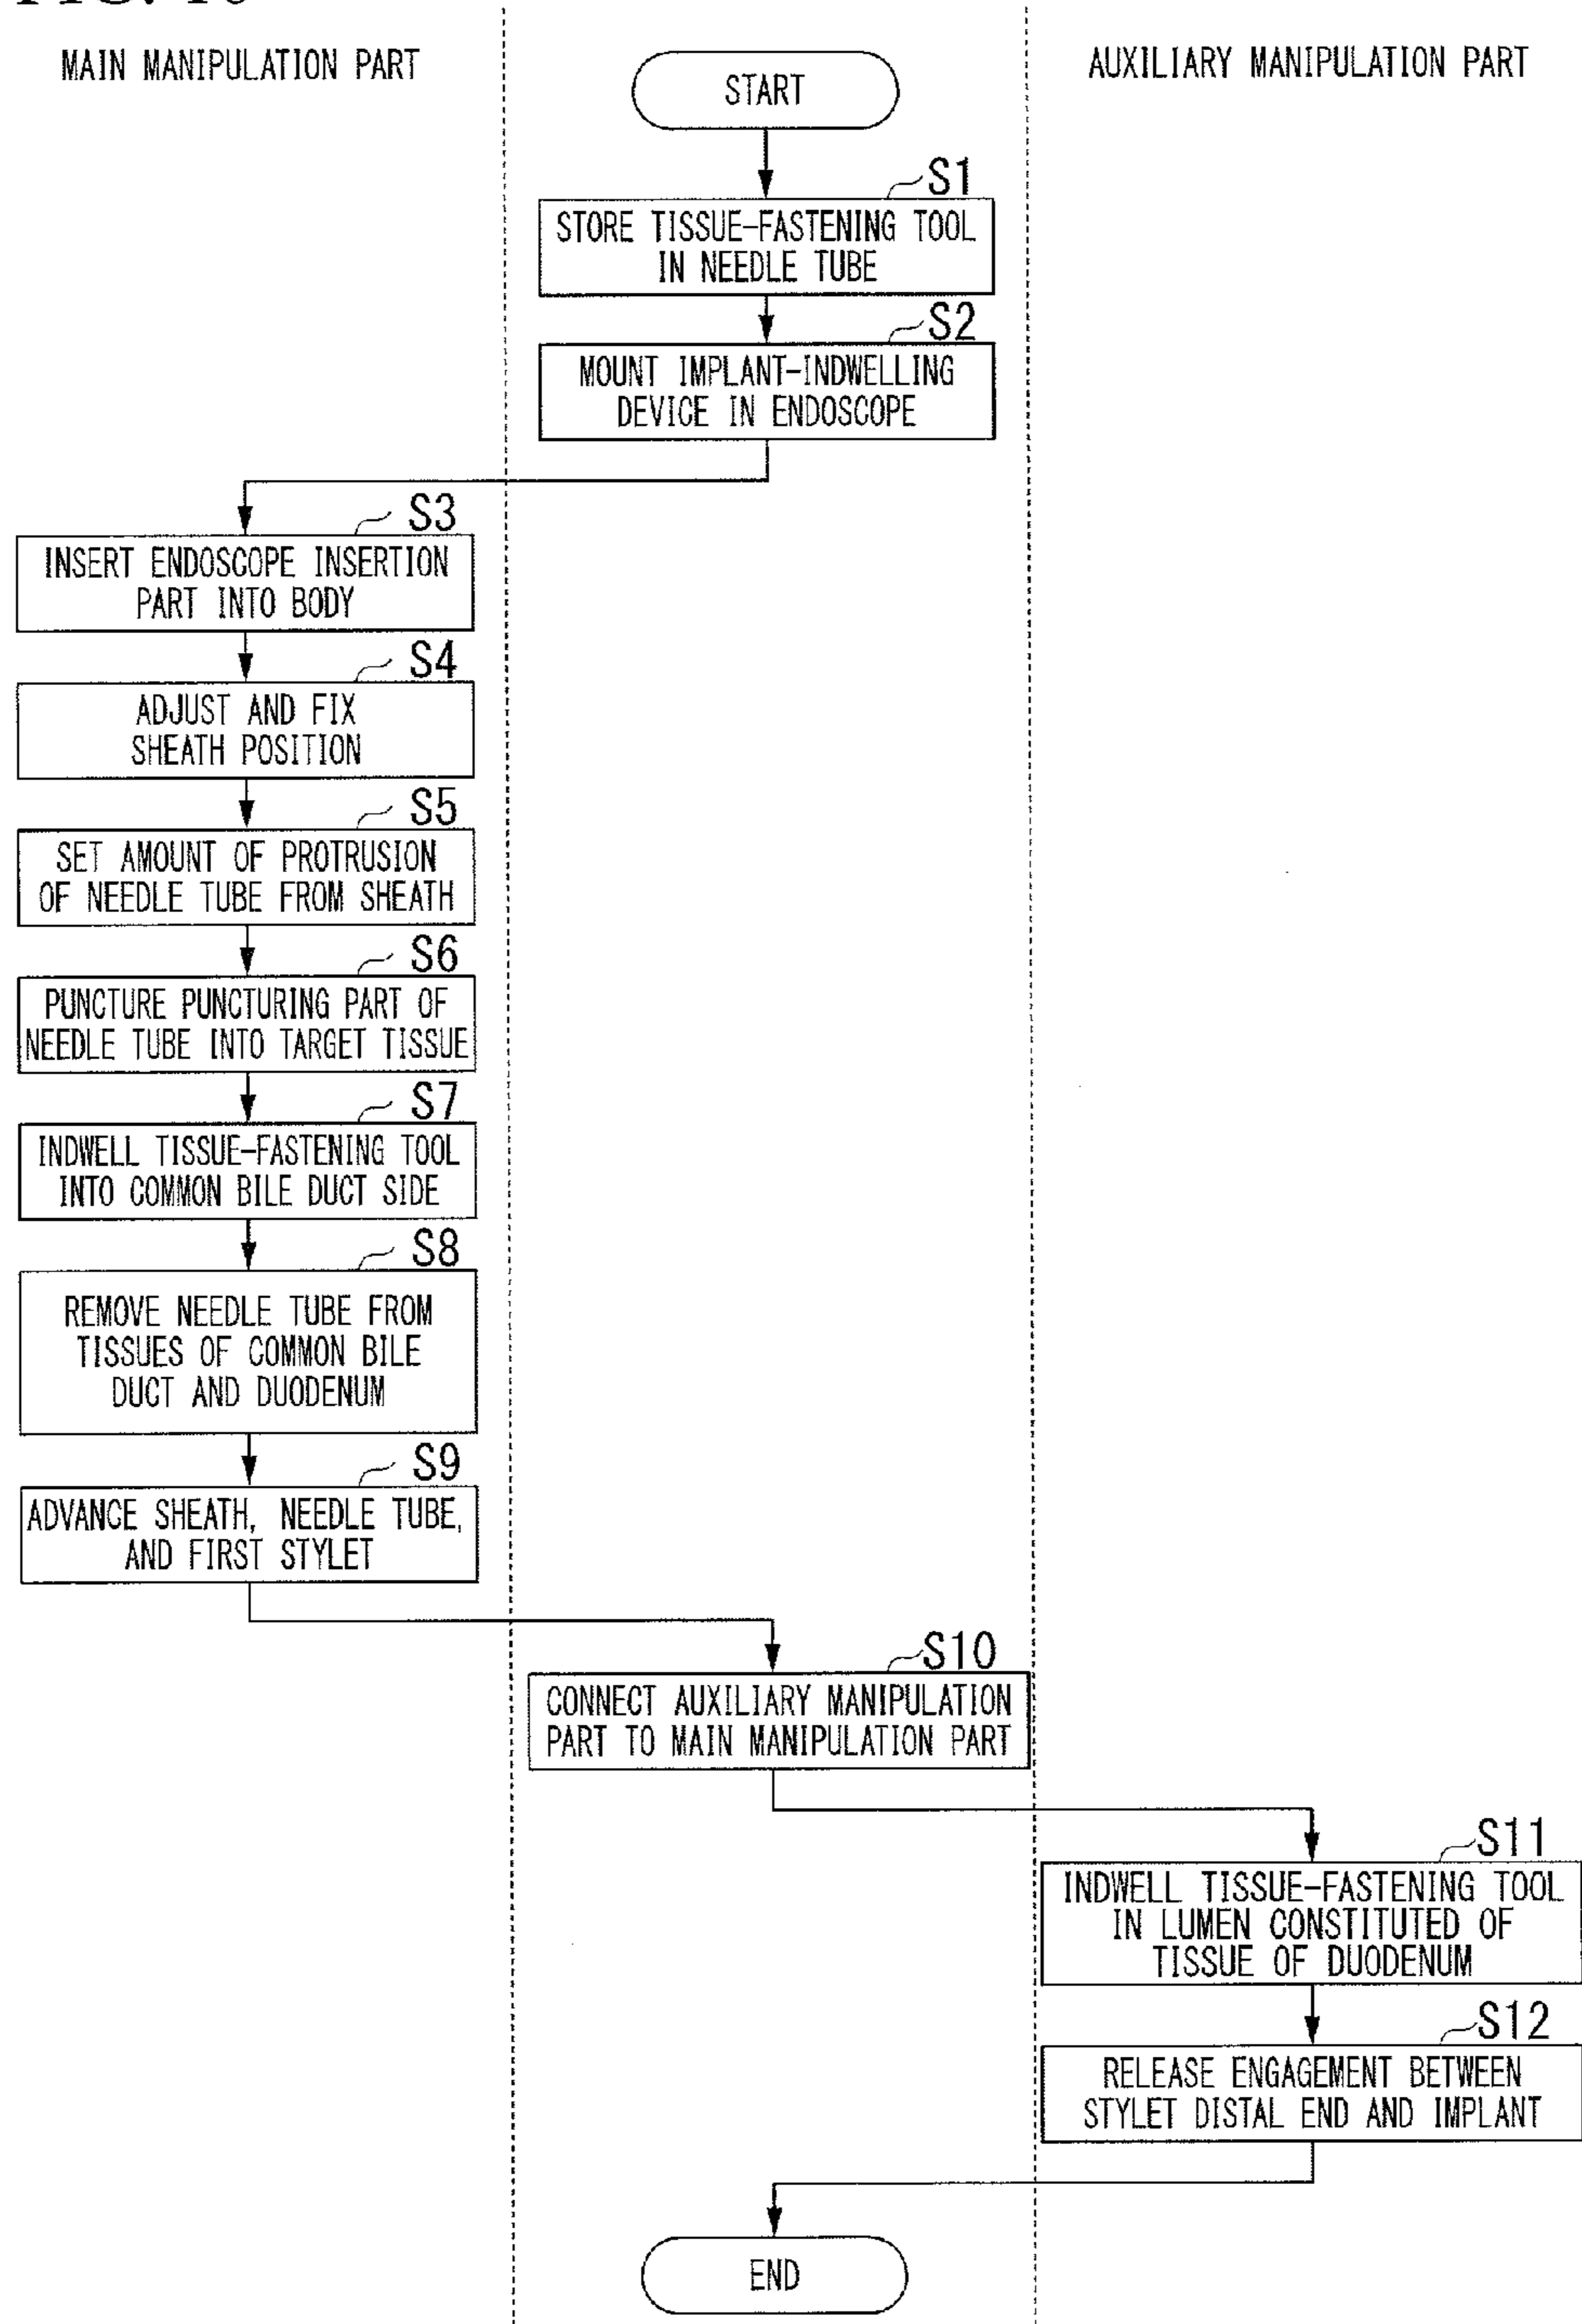 MAIN MANIPULATION PART
AUXILIARY MANIPULATION PART
START
S1
STORE TISSUE-FASTENING TOOL
IN NEEDLE TUBE
S2
MOUNT IMPLANT-INDWELLING
DEVICE IN ENDOSCOPE
S3
INSERT ENDOSCOPE INSERTION
PART INTO BODY
S4
ADJUST AND FIX
SHEATH POSITION
S5
SET AMOUNT OF PROTRUSION
OF NEEDLE TUBE FROM SHEATH
S6
PUNCTURE PUNCTURING PART OF
NEEDLE TUBE INTO TARGET TISSUE
S7
INDWELL TISSUE-FASTENING TOOL
INTO COMMON BILE DUCT SIDE
S8
REMOVE NEEDLE TUBE FROM
TISSUES OF COMMON BILE
DUCT AND DUODENUM
S9
ADVANCE SHEATH, NEEDLE TUBE,
AND FIRST STYLET
S10
CONNECT AUXILIARY MANIPULATION
PART TO MAIN MANIPULATION PART
S11
INDWELL TISSUE-FASTENING TOOL
IN LUMEN CONSTITUTED OF
TISSUE OF DUODENUM
S12
RELEASE ENGAGEMENT BETWEEN
STYLET DISTAL END AND IMPLANT
END